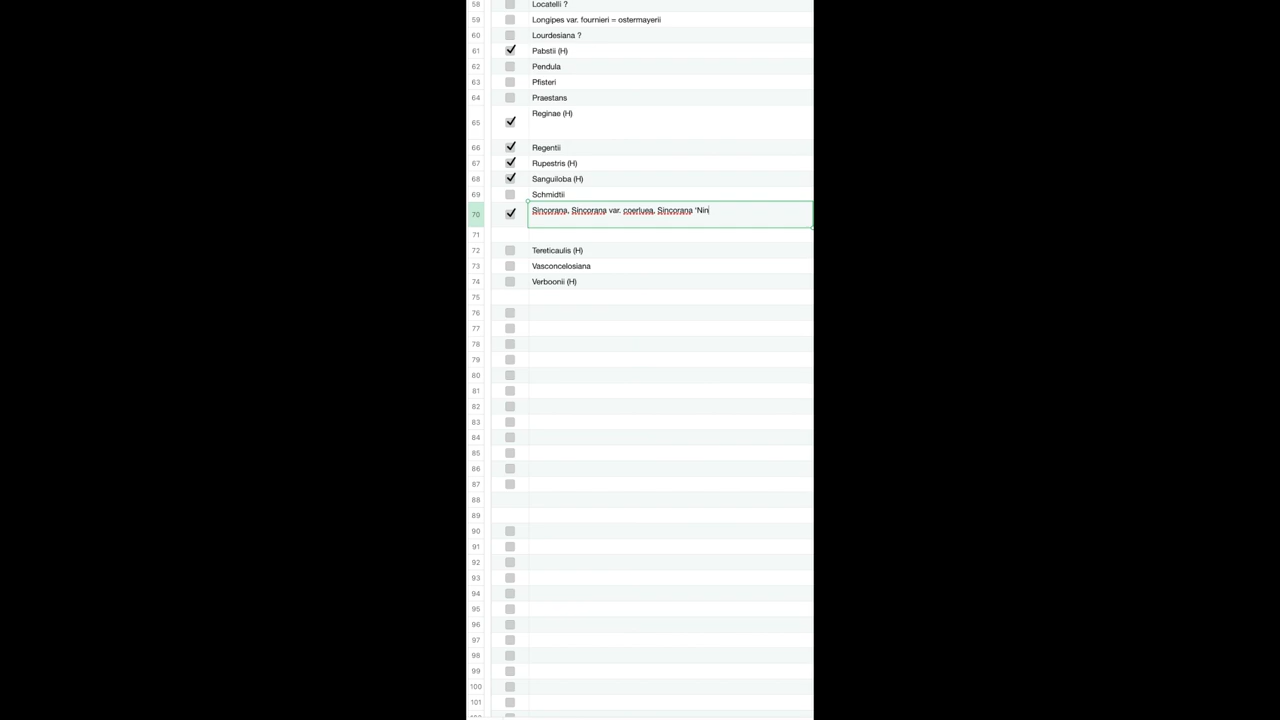 58 Locatelli ?
59 Longipes var. fournieri = ostermayerii
60 Lourdesiana ?
61 Pabstii (H)
62 Pendula
63 Pfisteri
64 Praestans
65 Reginae (H)
66 Regentii
67 Rupestris (H)
68 Sanguiloba (H)
69 Schmidtii
70 Sincorana, Sincorana var. coerluea, Sincorana 'Nin
71
72 Tereticaulis (H)
73 Vasconcelosiana
74 Verboonii (H)
75
76
77
78
79
80
81
82
83
84
85
86
87
88
89
90
91
92
93
94
95
96
97
98
99
100
101